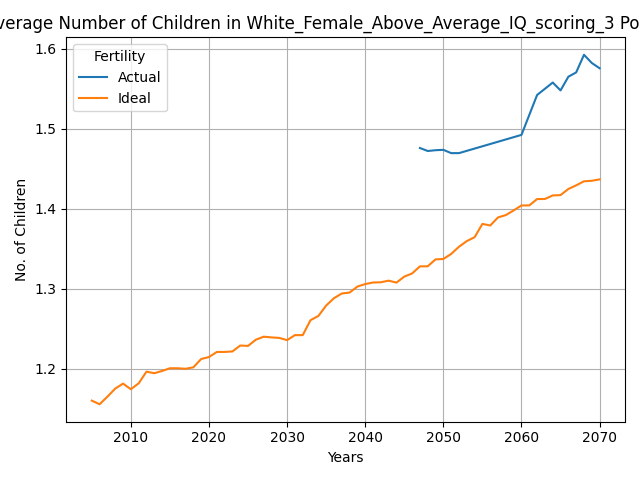 verage Number of Children in White_Female_Above_Average_IQ_scoring_3 Po
Fertility
Actual
Ideal
1.6
1.5
1.4
1.3
1.2
No. of Children
2010 2020 2030 2040 2050 2060 2070
Years